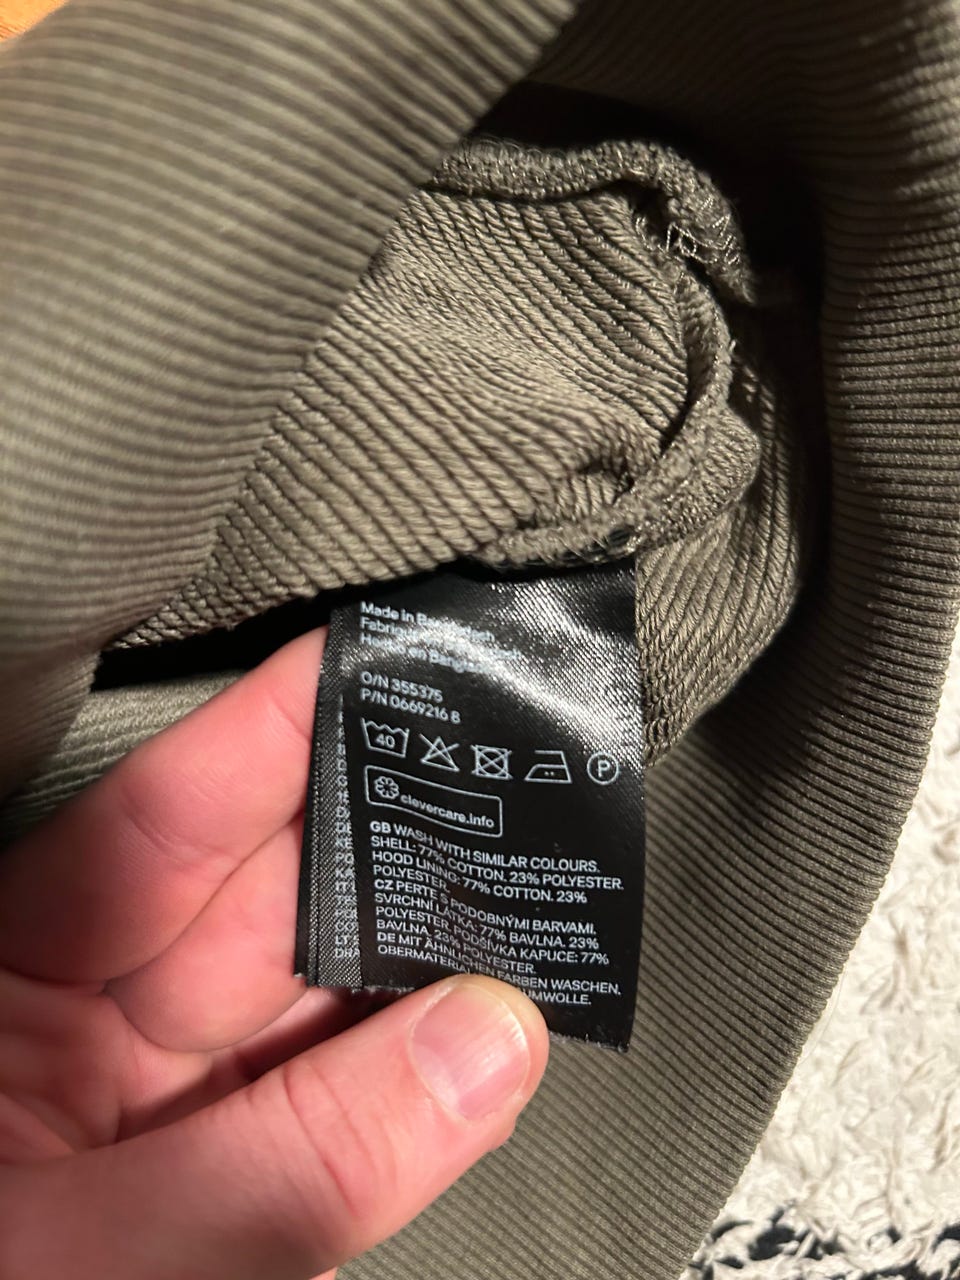 Made in
O/N 355375
P/N 0669216 8
40
P
clevercare.info
GB WASH WITH SIMILAR COLOURS.
SHELL: 77% COTTON. 23% POLYESTER.
HOOD LINING: 77% COTTON. 23%
POLYESTER.
CZ PERTE S PODOBNÝMI BARVAMI.
SVRCHNÍ LÁTKA: 77% BAVLNA. 23%
POLYESTER. PODŠÍVKA KAPUCE: 77%
BAVLNA. 23% POLYESTER.
DE MIT ÄHNLICHEN FARBEN WASCHEN.